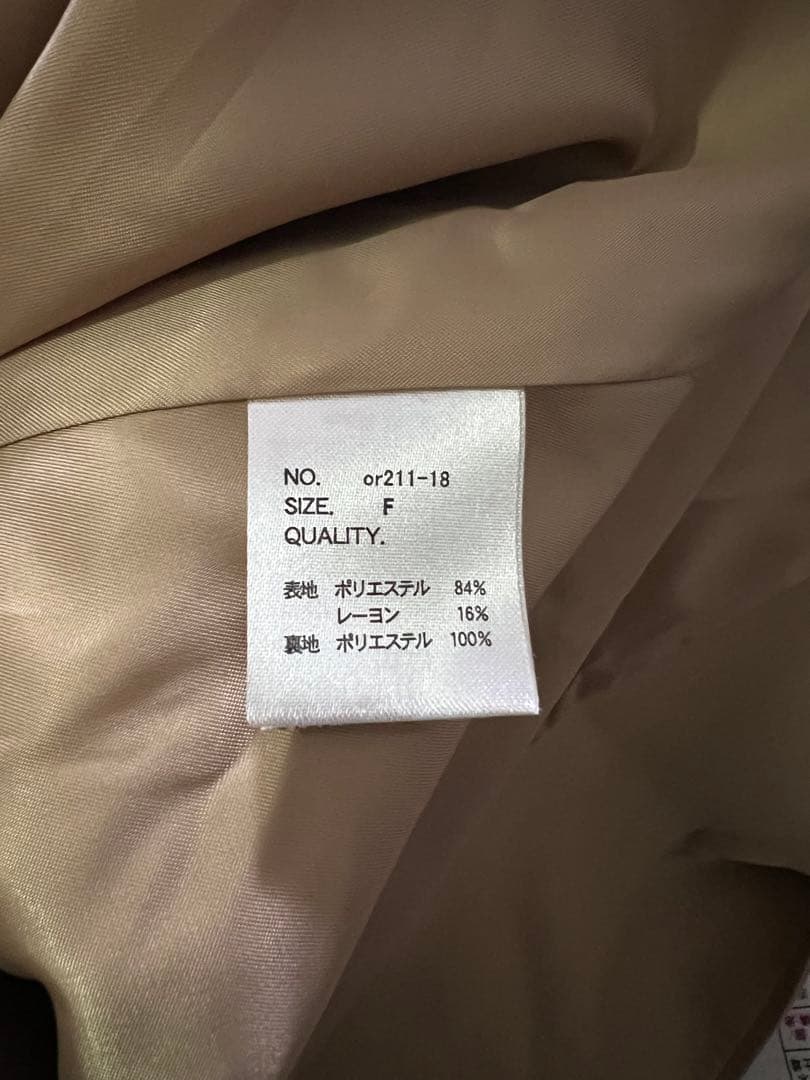 NO. or211-18
SIZE. F
QUALITY.
表地 ポリエステル 84%
レーヨン 16%
裏地 ポリエステル 100%